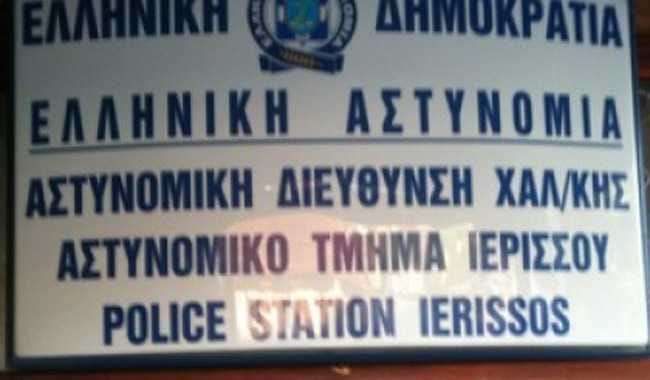 ΕΛΛΗΝΙΚΗ ΔΗΜΟΚΡΑΤΙΑ
ΕΛΛΗΝΙΚΗ ΑΣΤΥΝΟΜΙΑ
ΑΣΤΥΝΟΜΙΚΗ ΔΙΕΥΘΥΝΣΗ ΧΑΛ/ΚΗΣ
ΑΣΤΥΝΟΜΙΚΟ ΤΜΗΜΑ ΙΕΡΙΣΣΟΥ
POLICE STATION IERISSOS